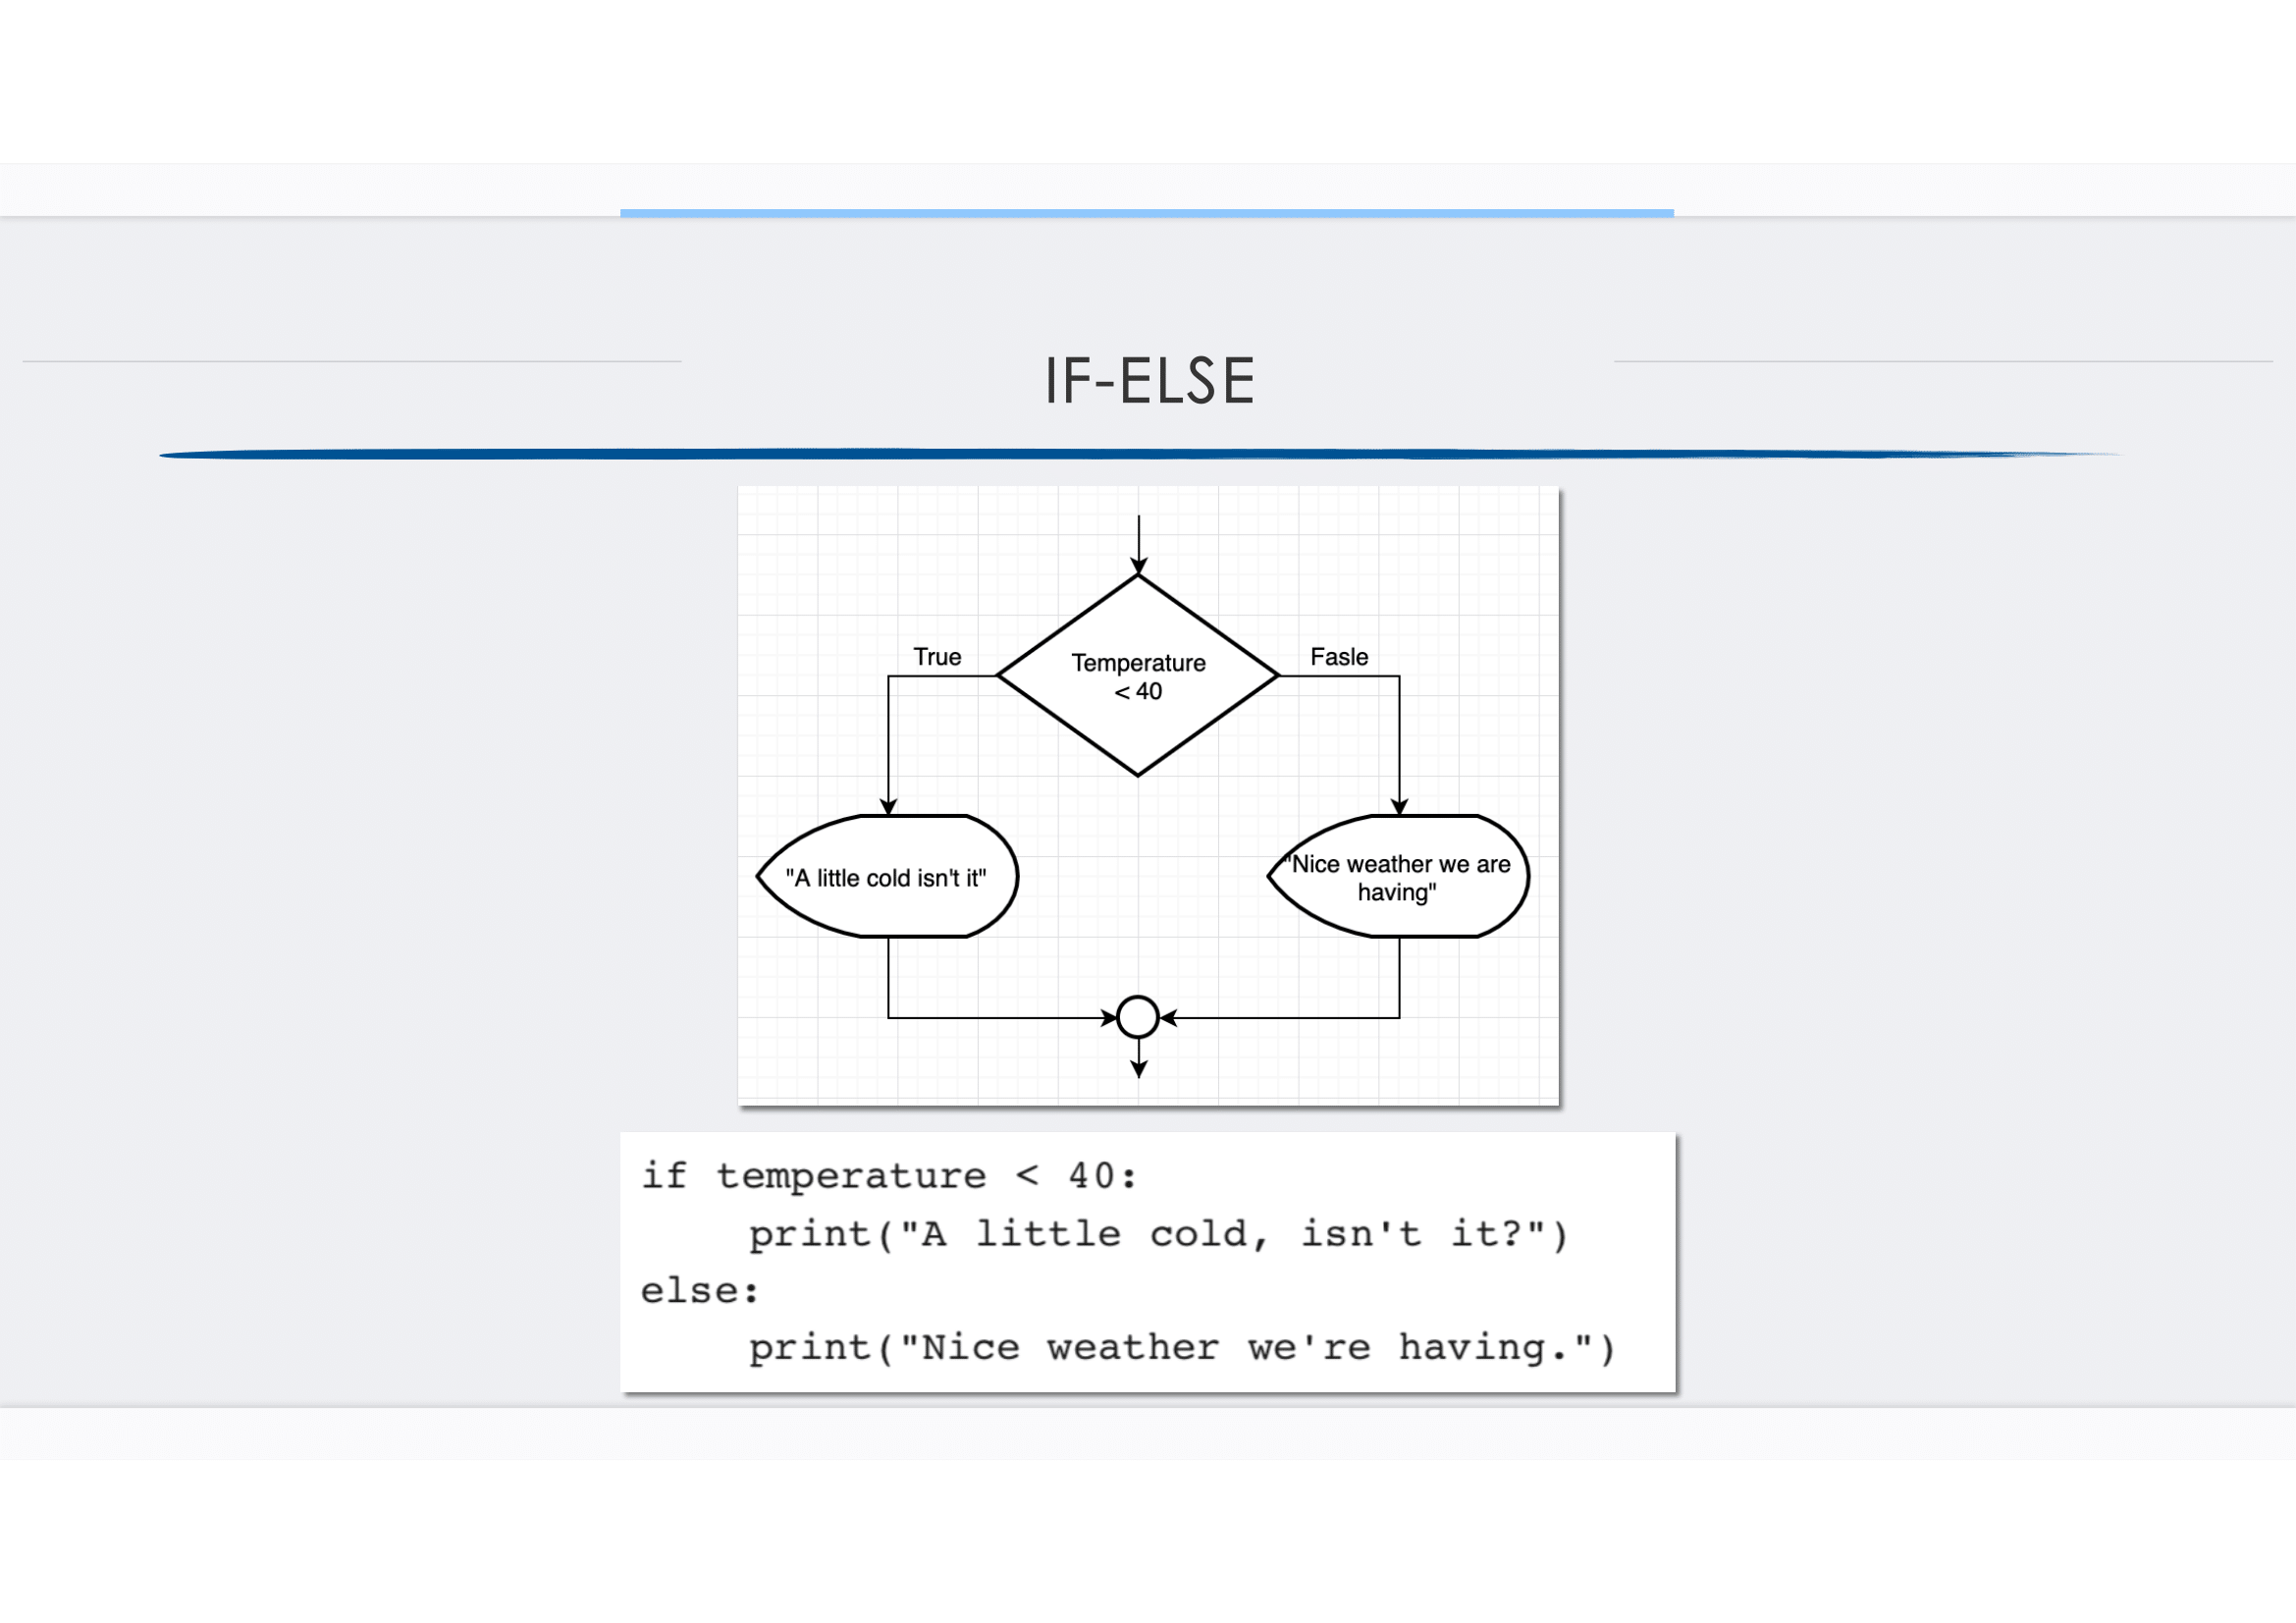 IF-ELSE
True
Temperature
< 40
Fasle
"A little cold isn't it"
"Nice weather we are
having"
if temperature < 40:
    print("A little cold, isn't it?")
else:
    print("Nice weather we're having.")